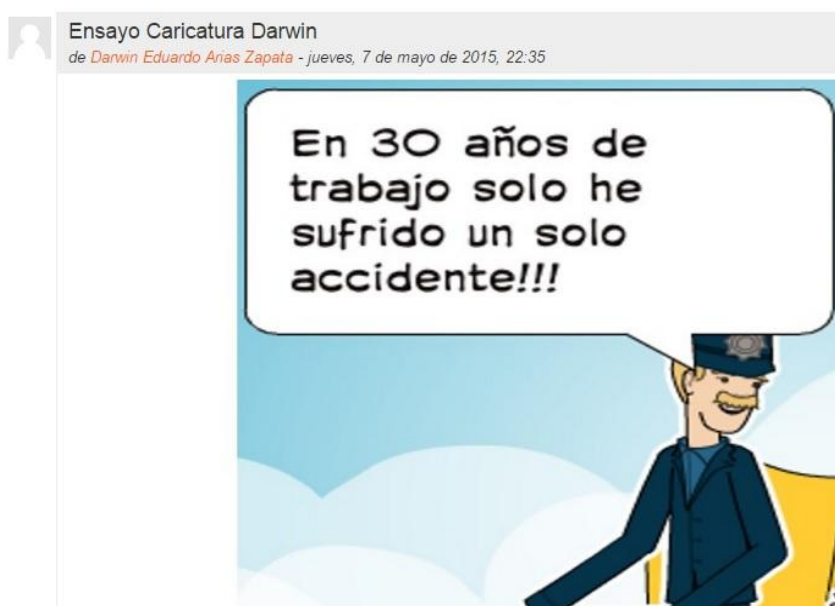 Ensayo Caricatura Darwin
de Darwin Eduardo Arias Zapata - jueves, 7 de mayo de 2015, 22:35
En 30 años de
trabajo solo he
sufrido un solo
accidente!!!